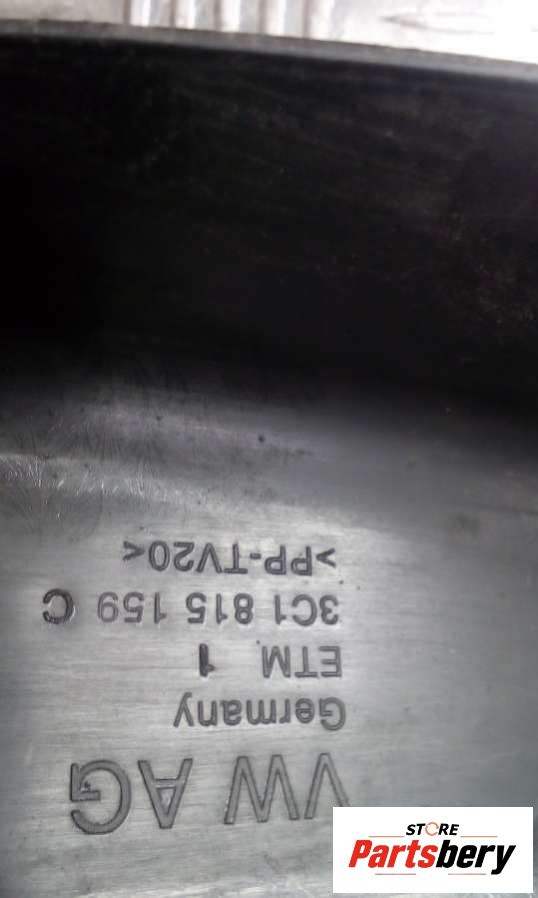 VW AG
Germany
ETM 1
3C1 815 159 C
>PP-TV20<
STORE
Partsbery